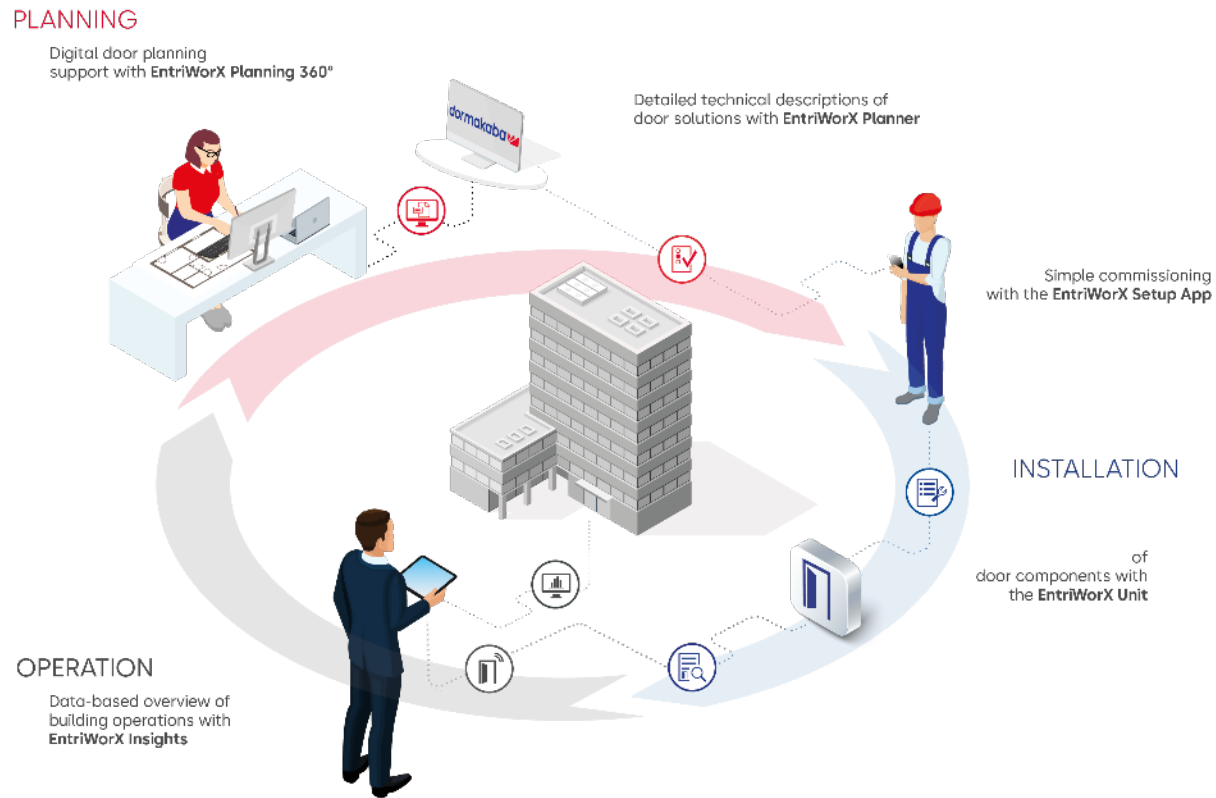 PLANNING
Digital door planning
support with EntriWorX Planning 360°
dormakaba
Detailed technical descriptions of
door solutions with EntriWorX Planner
Simple commissioning
with the EntriWorX Setup App
INSTALLATION
of
door components with
the EntriWorX Unit
OPERATION
Data-based overview of
building operations with
EntriWorX Insights